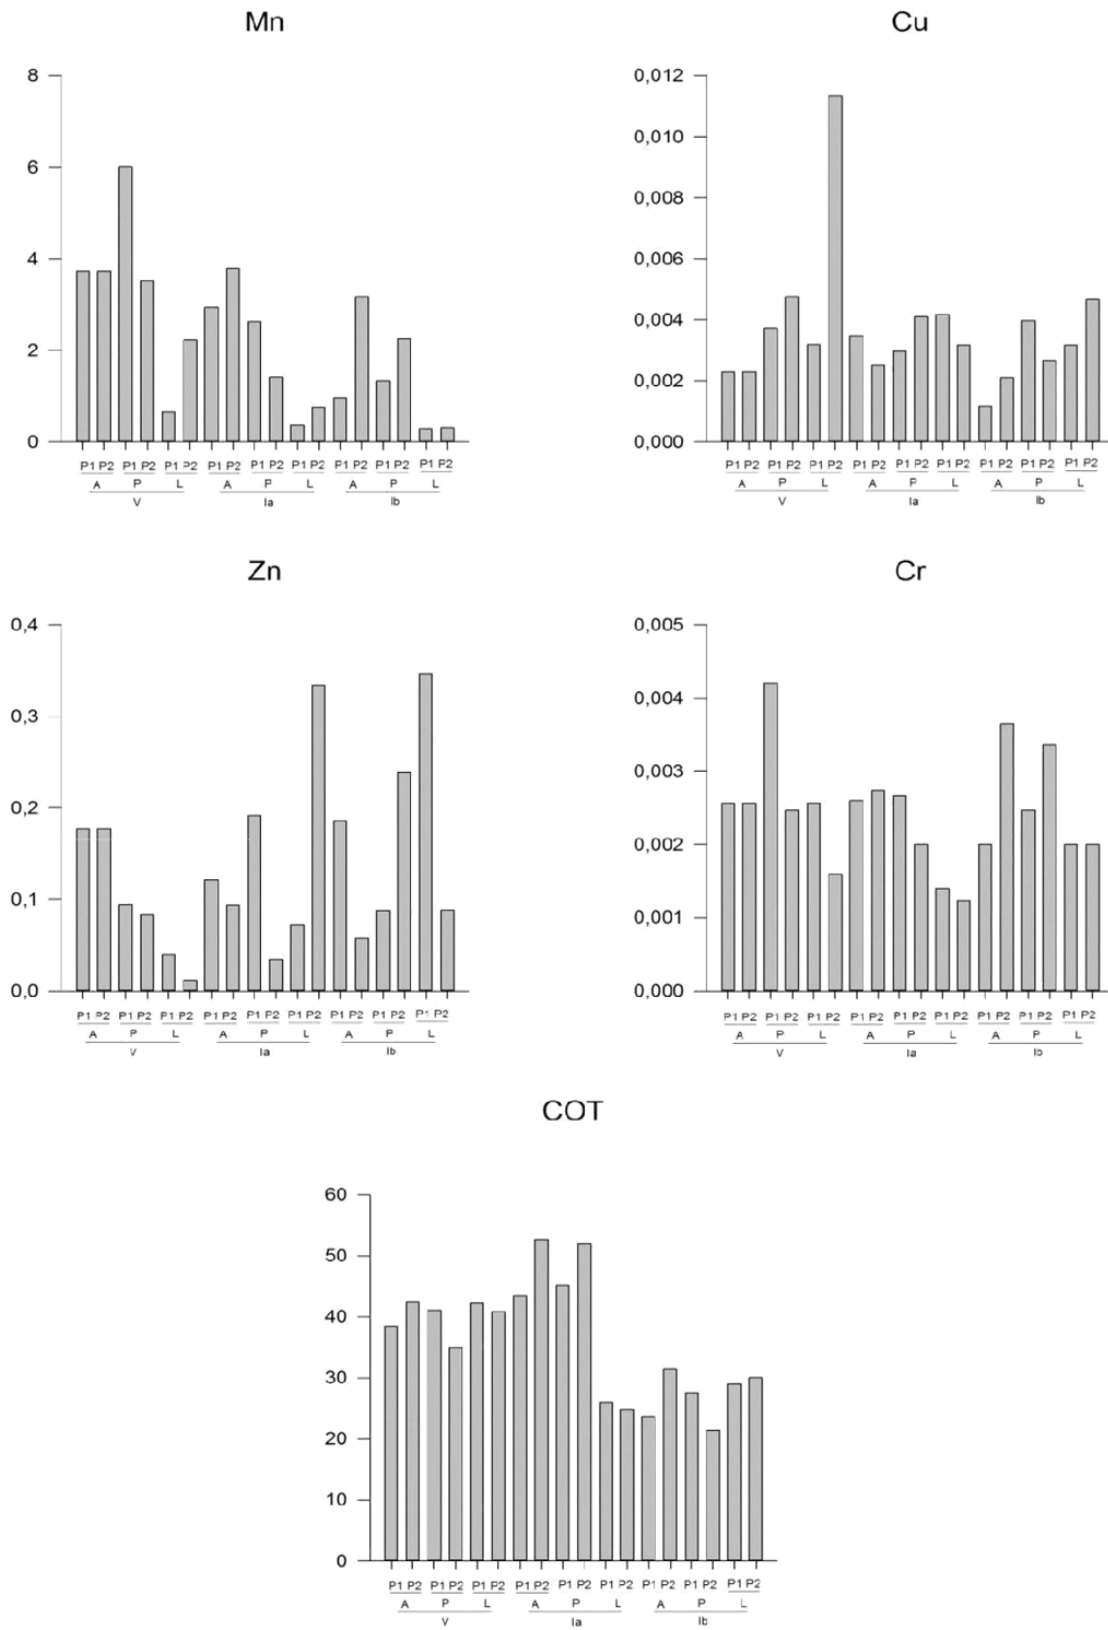 Mn
8
6
4
2
0
P1 P2 P1 P2 P1 P2 P1 P2 P1 P2 P1 P2 P1 P2 P1 P2 P1 P2
A P L A P L A P L
V Ia Ib
Cu
0,012
0,010
0,008
0,006
0,004
0,002
0,000
P1 P2 P1 P2 P1 P2 P1 P2 P1 P2 P1 P2 P1 P2 P1 P2 P1 P2
A P L A P L A P L
V Ia Ib
Zn
0,4
0,3
0,2
0,1
0,0
P1 P2 P1 P2 P1 P2 P1 P2 P1 P2 P1 P2 P1 P2 P1 P2 P1 P2
A P L A P L A P L
V Ia Ib
Cr
0,005
0,004
0,003
0,002
0,001
0,000
P1 P2 P1 P2 P1 P2 P1 P2 P1 P2 P1 P2 P1 P2 P1 P2 P1 P2
A P L A P L A P L
V Ia Ib
COT
60
50
40
30
20
10
0
P1 P2 P1 P2 P1 P2 P1 P2 P1 P2 P1 P2 P1 P2 P1 P2 P1 P2
A P L A P L A P L
V Ia Ib